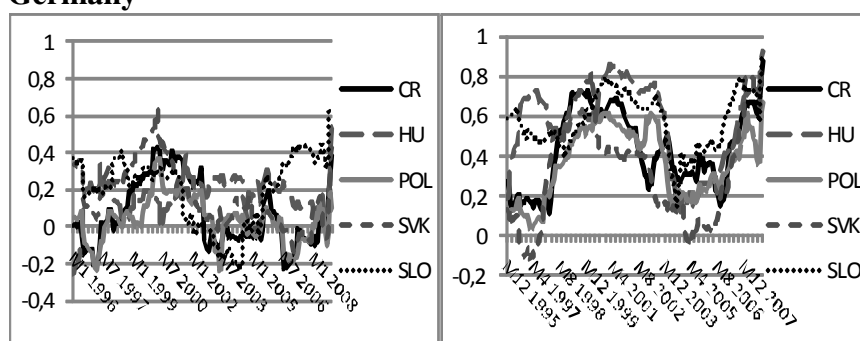 Germany
1
0,8
0,6
0,4
0,2
0
-0,2
-0,4
M1 1996
M7 1997
M1 1999
M7 2000
M1 2002
M7 2003
M1 2005
M7 2006
M1 2008
CR
HU
POL
SVK
SLO
1
0,8
0,6
0,4
0,2
0
-0,2
M12 1995
M4 1997
M8 1998
M12 1999
M4 2001
M8 2002
M12 2003
M4 2005
M8 2006
M12 2007
CR
HU
POL
SVK
SLO